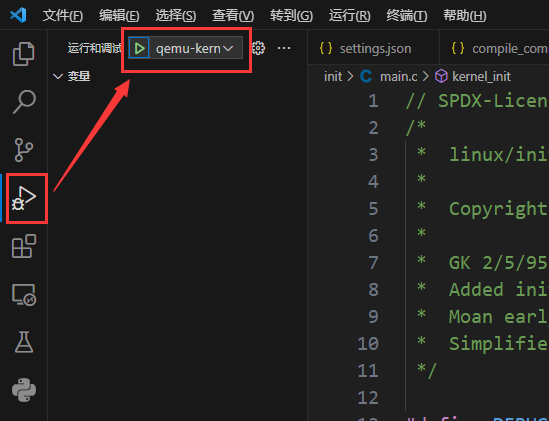 文件(F) 编辑(E) 选择(S) 查看(V) 转到(G) 运行(R) 终端(T) 帮助(H)
运行和调试 qemu-kern
settings.json
compile_com
变量
init > main.c > kernel_init
1 // SPDX-Licen
2 /*
3 * linux/ini
4 *
5 * Copyright
6 *
7 * GK 2/5/95
8 * Added ini
9 * Moan earl
10 * Simplifie
11 */
12